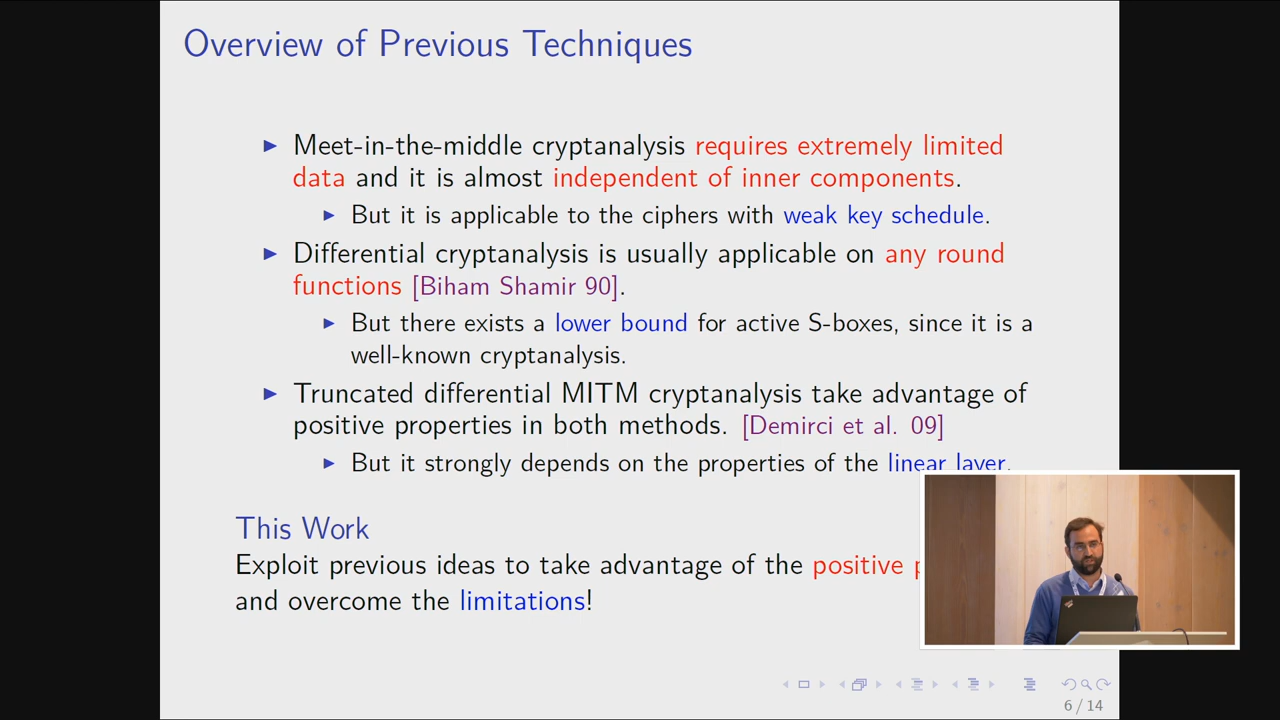 Overview of Previous Techniques
Meet-in-the-middle cryptanalysis requires extremely limited
data and it is almost independent of inner components.
But it is applicable to the ciphers with weak key schedule.
Differential cryptanalysis is usually applicable on any round
functions [Biham Shamir 90].
But there exists a lower bound for active S-boxes, since it is a
well-known cryptanalysis.
Truncated differential MITM cryptanalysis take advantage of
positive properties in both methods. [Demirci et al. 09]
But it strongly depends on the properties of the linear layer.
This Work
Exploit previous ideas to take advantage of the positive
and overcome the limitations!
6 / 14